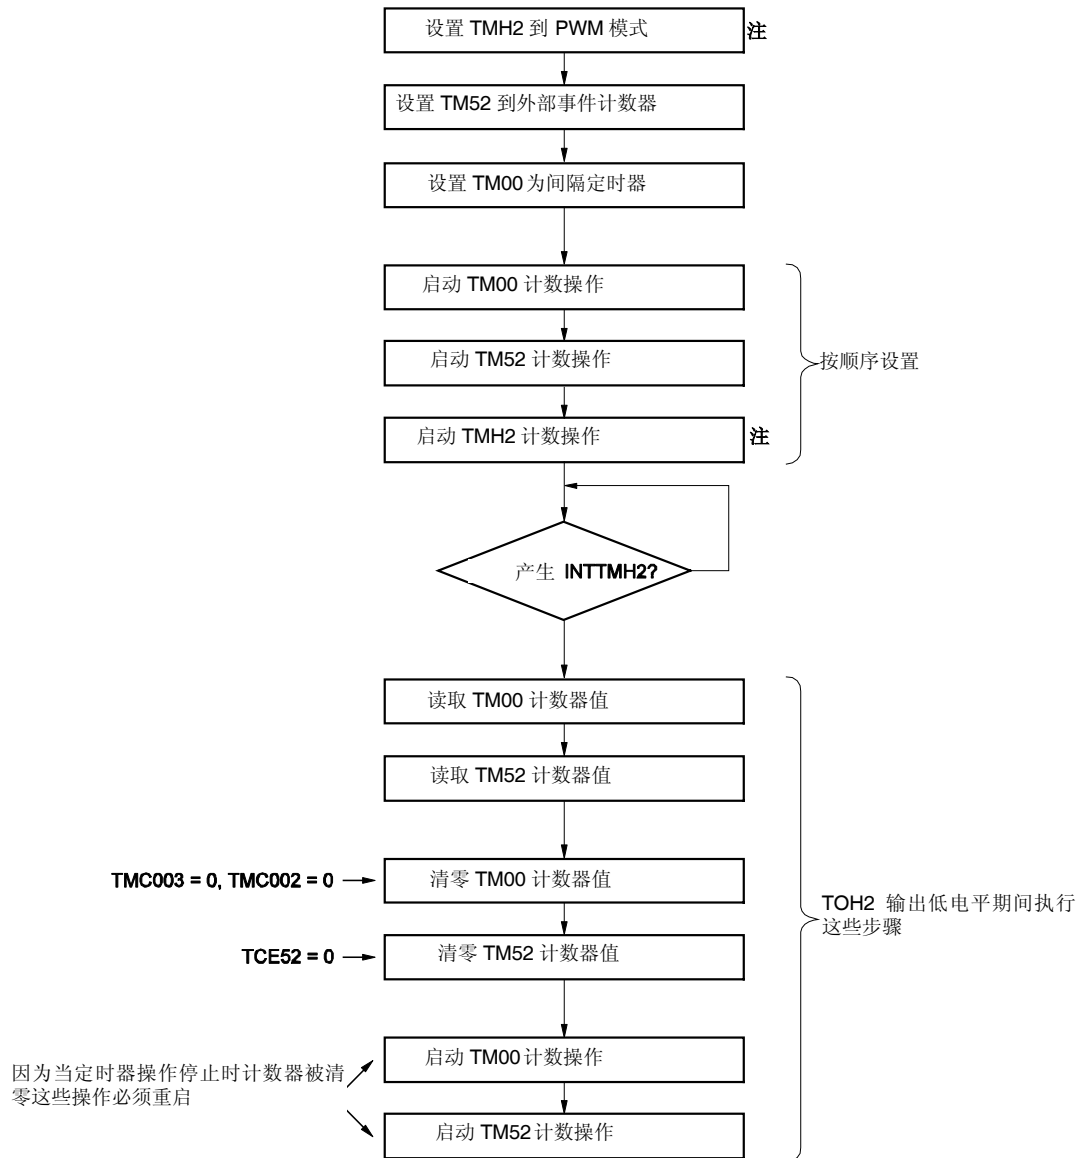 设置 TMH2 到 PWM 模式 注
设置 TM52 到外部事件计数器
设置 TM00 为间隔定时器
启动 TM00 计数操作
启动 TM52 计数操作
按顺序设置
启动 TMH2 计数操作 注
产生 INTTMH2?
读取 TM00 计数器值
读取 TM52 计数器值
TMC003 = 0, TMC002 = 0
清零 TM00 计数器值
TOH2 输出低电平期间执行
这些步骤
TCE52 = 0
清零 TM52 计数器值
启动 TM00 计数操作
因为当定时器操作停止时计数器被清
零这些操作必须重启
启动 TM52 计数操作